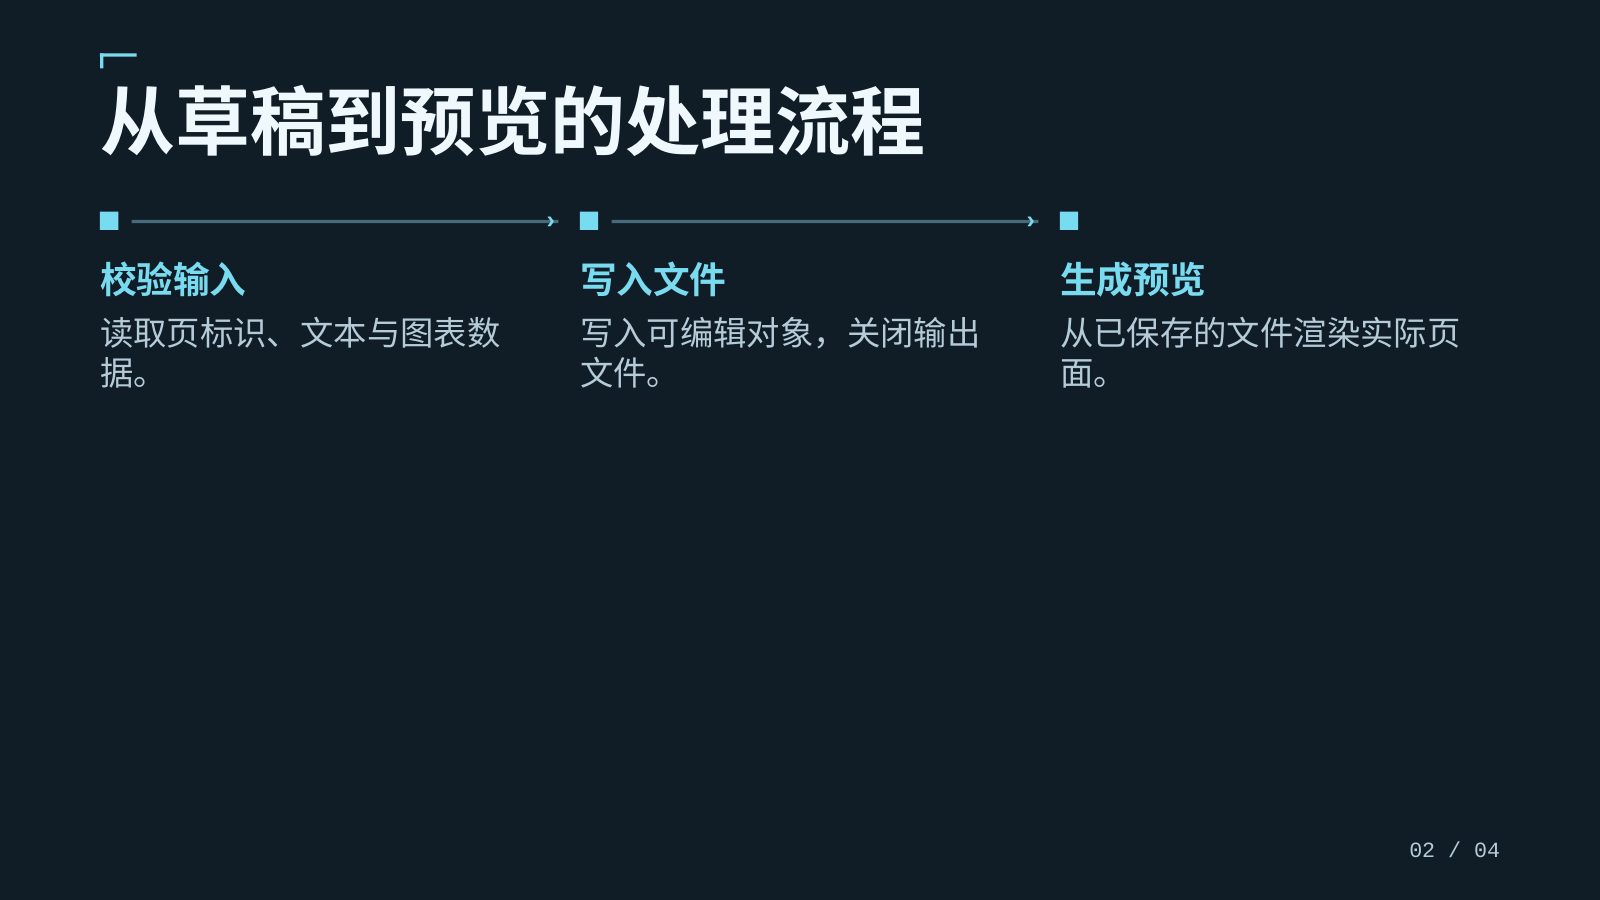 从草稿到预览的处理流程
校验输入
读取页标识、文本与图表数
据。
写入文件
写入可编辑对象，关闭输出
文件。
生成预览
从已保存的文件渲染实际页
面。
02 / 04